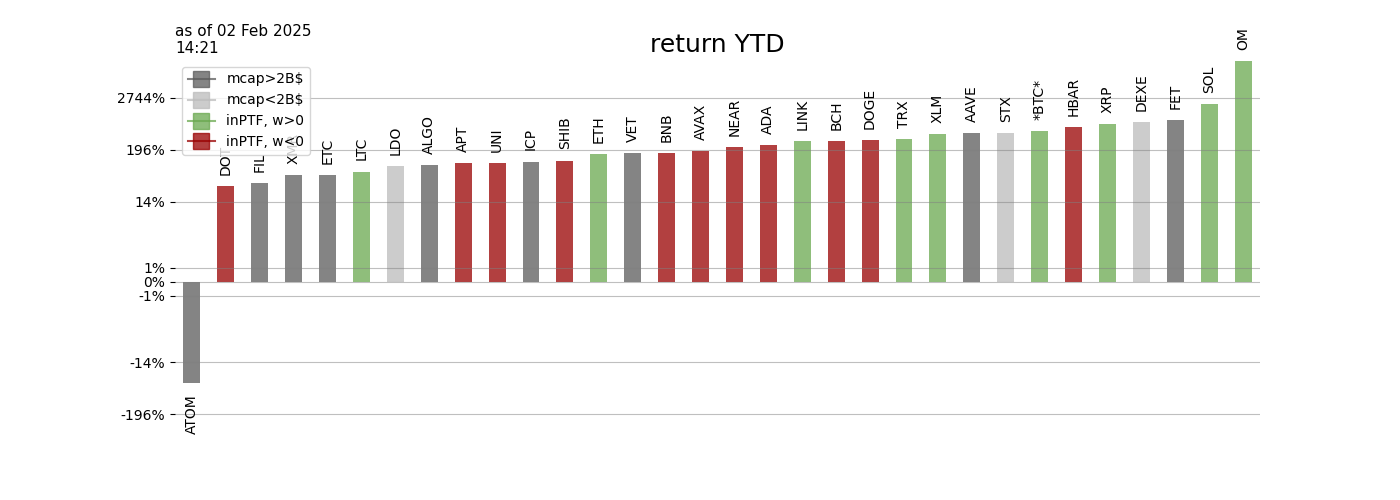 as of 02 Feb 2025
14:21
return YTD
mcap>2B$
mcap<2B$
inPTF, w>0
inPTF, w<0
2744%
196%
14%
1%
0%
-1%
-14%
-196%
ATOM
FIL
ETC
LTC
LDO
ALGO
APT
UNI
ICP
SHIB
ETH
VET
BNB
AVAX
NEAR
ADA
LINK
BCH
DOGE
TRX
XLM
AAVE
STX
*BTC*
HBAR
XRP
DEXE
FET
SOL
OM